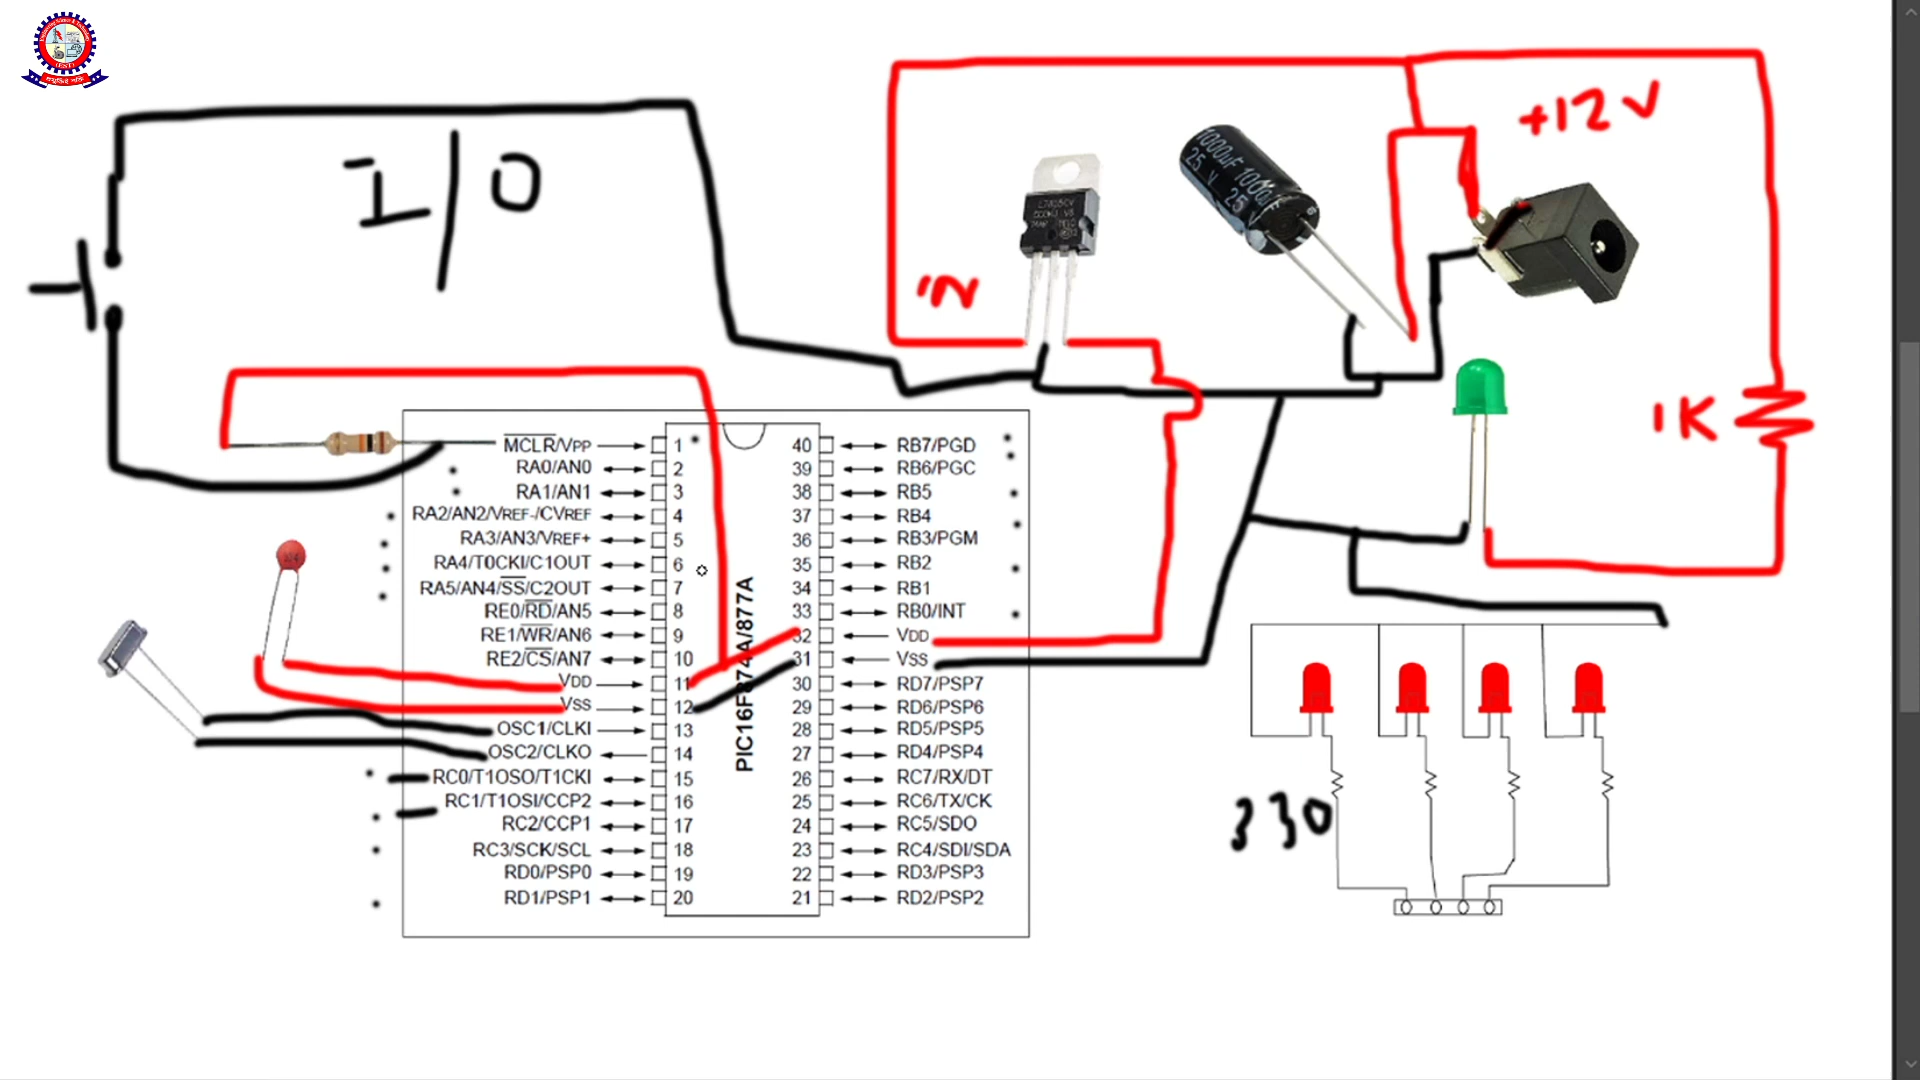 I/O
+12V
IN
1K
330
1000µF 1000µF
25 V 25 V
L7805CV
104
(EST)
MCLR/VPP 1 40 RB7/PGD
RA0/AN0 2 39 RB6/PGC
RA1/AN1 3 38 RB5
RA2/AN2/VREF-/CVREF 4 37 RB4
RA3/AN3/VREF+ 5 36 RB3/PGM
RA4/T0CKI/C1OUT 6 35 RB2
RA5/AN4/SS/C2OUT 7 34 RB1
RE0/RD/AN5 8 33 RB0/INT
RE1/WR/AN6 9 32 VDD
RE2/CS/AN7 10 31 VSS
VDD 11 30 RD7/PSP7
VSS 12 29 RD6/PSP6
OSC1/CLKI 13 28 RD5/PSP5
OSC2/CLKO 14 27 RD4/PSP4
RC0/T1OSO/T1CKI 15 26 RC7/RX/DT
RC1/T1OSI/CCP2 16 25 RC6/TX/CK
RC2/CCP1 17 24 RC5/SDO
RC3/SCK/SCL 18 23 RC4/SDI/SDA
RD0/PSP0 19 22 RD3/PSP3
RD1/PSP1 20 21 RD2/PSP2
PIC16F874A/877A